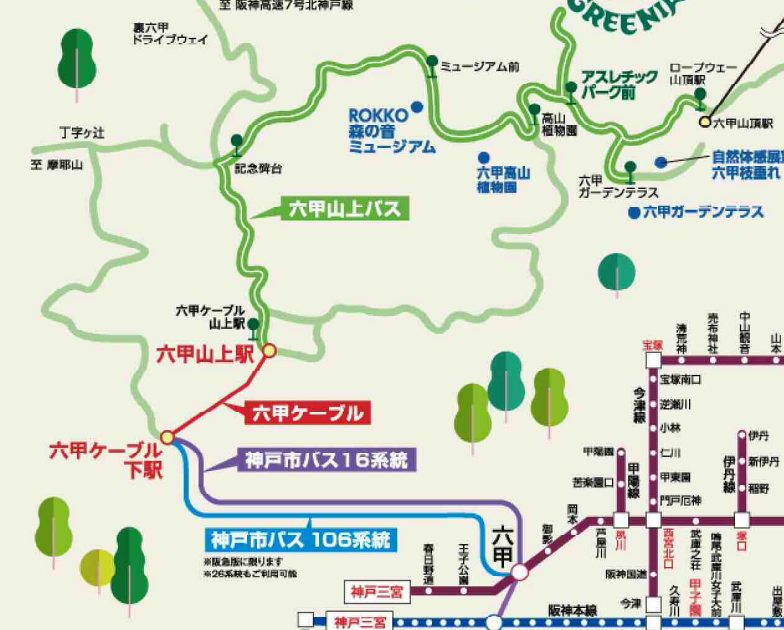 至 阪神高速7号北神戸線
GREENIA
裏六甲
ドライブウェイ
ミュージアム前
アスレチック
パーク前
ロープウェー
山頂駅
ROKKO
森の音
ミュージアム
高山
植物園
六甲山頂駅
丁字ヶ辻
至 摩耶山
記念碑台
六甲高山
植物園
六甲
ガーデンテラス
自然体感展
六甲枝垂れ
六甲山上バス
六甲ガーデンテラス
六甲ケーブル
山上駅
六甲山上駅
六甲ケーブル
六甲ケーブル
下駅
神戸市バス16系統
神戸市バス 106系統
※阪急版に限ります
※26系統もご利用可能
六甲
御影
岡本
芦屋川
夙川
西宮北口
武庫之荘
塚口
春日野道
王子公園
神戸三宮
神戸三宮
阪神本線
宝塚
清荒神
売布神社
中山観音
山本
今津線
宝塚南口
逆瀬川
小林
仁川
甲東園
門戸厄神
甲陽園
苦楽園口
甲陽線
伊丹線
伊丹
新伊丹
稲野
阪神国道
今津
久寿川
甲子園
鳴尾・武庫川女子大前
武庫川
出屋敷